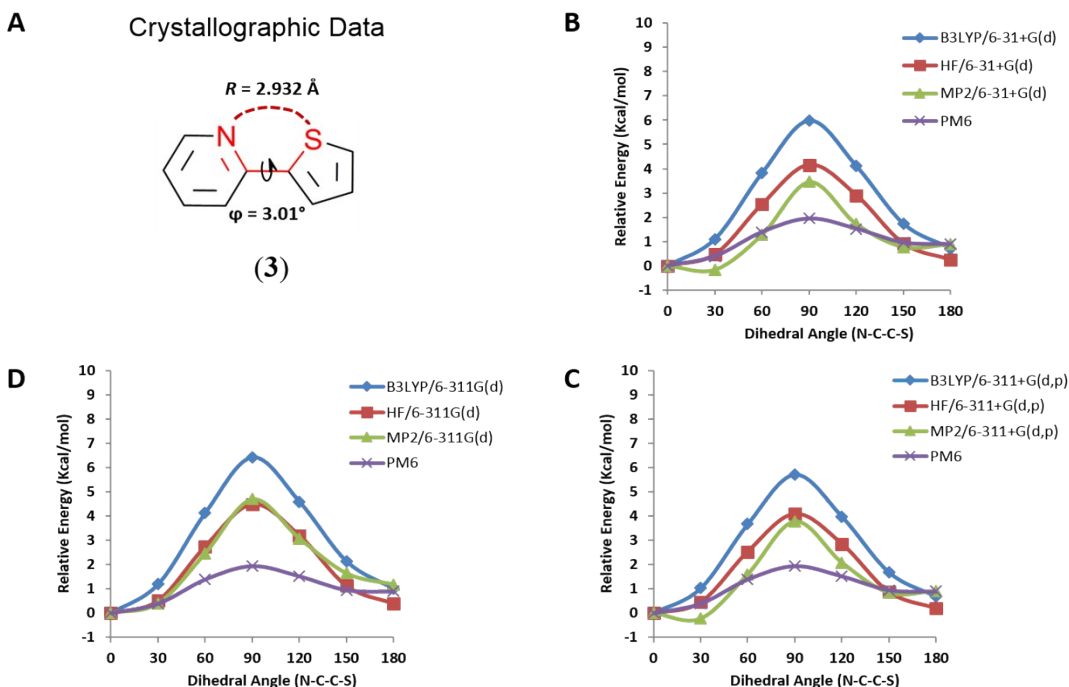 A
Crystallographic Data
R = 2.932 Å
N
S
φ = 3.01°
(3)
B
10
9
8
7
6
5
4
3
2
1
0
-1
Relative Energy (Kcal/mol)
0 30 60 90 120 150 180
Dihedral Angle (N-C-C-S)
B3LYP/6-31+G(d)
HF/6-31+G(d)
MP2/6-31+G(d)
PM6
D
10
9
8
7
6
5
4
3
2
1
0
-1
Relative Energy (Kcal/mol)
0 30 60 90 120 150 180
Dihedral Angle (N-C-C-S)
B3LYP/6-311G(d)
HF/6-311G(d)
MP2/6-311G(d)
PM6
C
10
9
8
7
6
5
4
3
2
1
0
-1
Relative Energy (Kcal/mol)
0 30 60 90 120 150 180
Dihedral Angle (N-C-C-S)
B3LYP/6-311+G(d,p)
HF/6-311+G(d,p)
MP2/6-311+G(d,p)
PM6